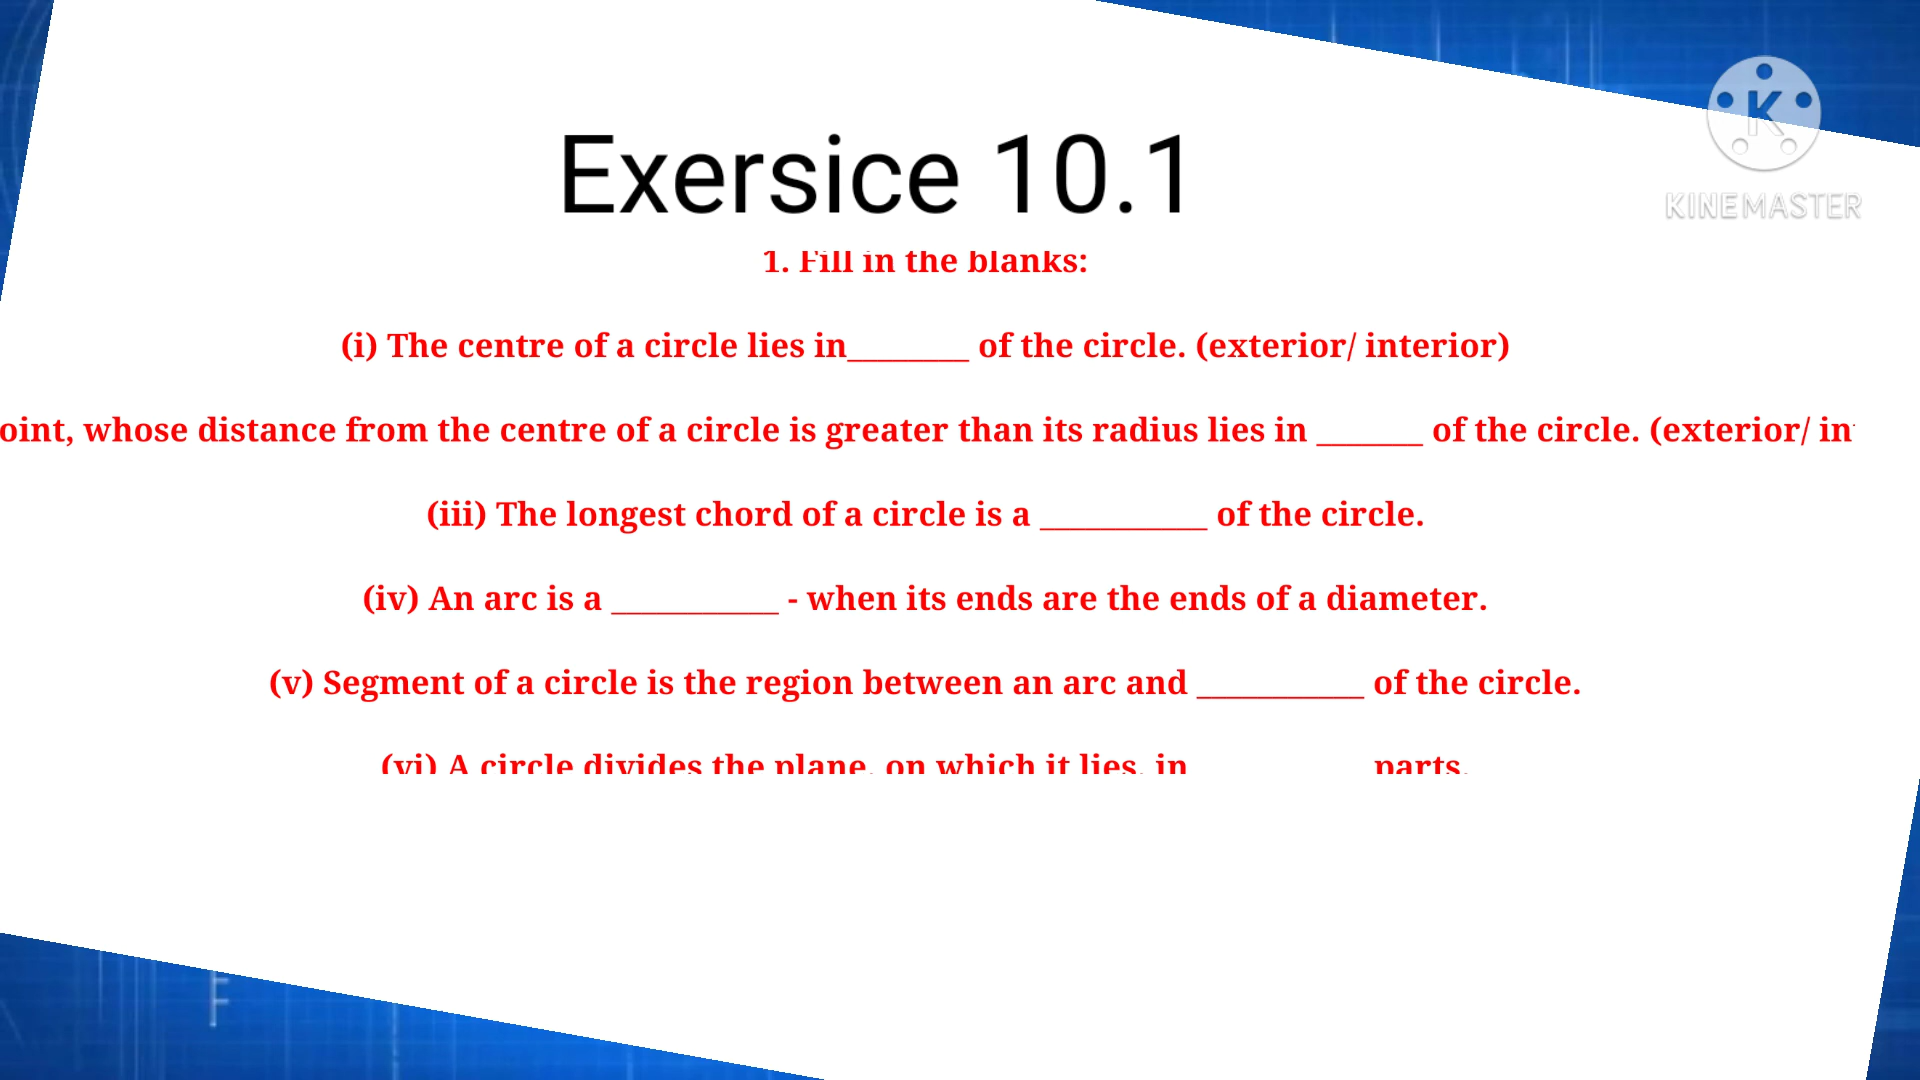 K
KINEMASTER
Exersice 10.1
1. Fill in the blanks:
(i) The centre of a circle lies in________ of the circle. (exterior/ interior)
oint, whose distance from the centre of a circle is greater than its radius lies in _______ of the circle. (exterior/ in
(iii) The longest chord of a circle is a ___________ of the circle.
(iv) An arc is a ___________ - when its ends are the ends of a diameter.
(v) Segment of a circle is the region between an arc and ___________ of the circle.
(vi) A circle divides the plane, on which it lies, in parts.
F